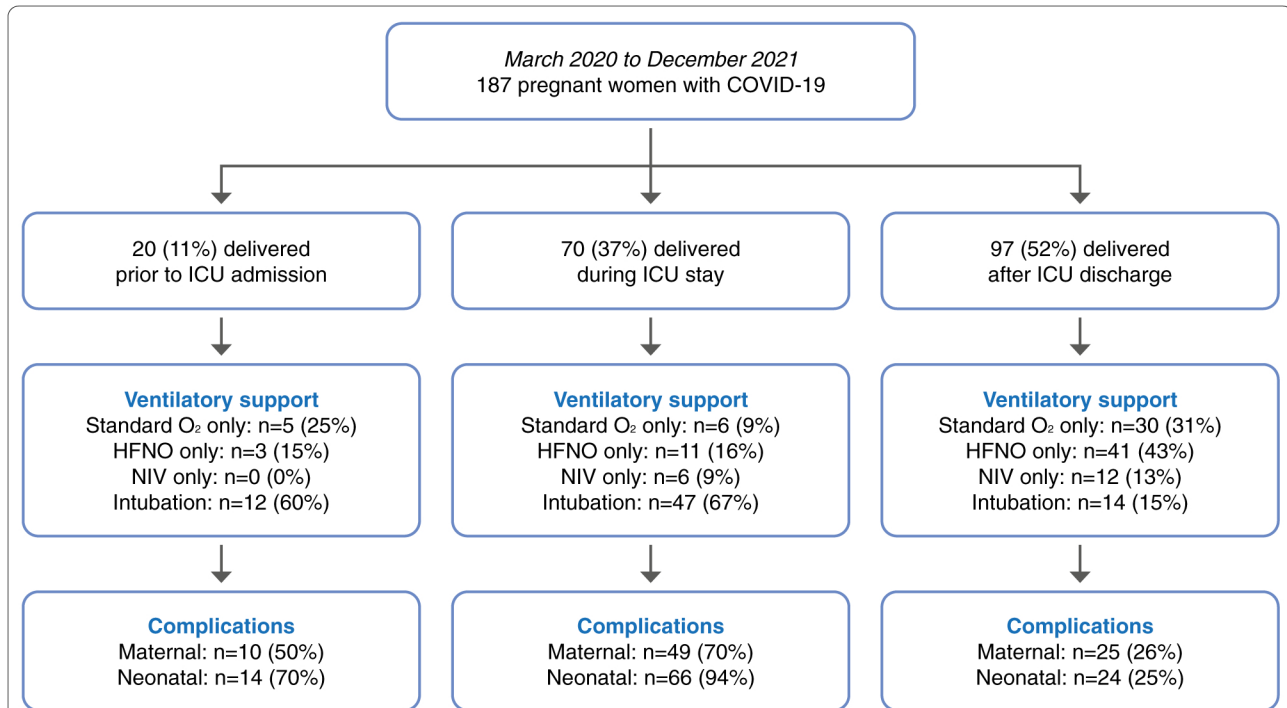 March 2020 to December 2021
187 pregnant women with COVID-19
20 (11%) delivered
prior to ICU admission
70 (37%) delivered
during ICU stay
97 (52%) delivered
after ICU discharge
Ventilatory support
Standard O₂ only: n=5 (25%)
HFNO only: n=3 (15%)
NIV only: n=0 (0%)
Intubation: n=12 (60%)
Ventilatory support
Standard O₂ only: n=6 (9%)
HFNO only: n=11 (16%)
NIV only: n=6 (9%)
Intubation: n=47 (67%)
Ventilatory support
Standard O₂ only: n=30 (31%)
HFNO only: n=41 (43%)
NIV only: n=12 (13%)
Intubation: n=14 (15%)
Complications
Maternal: n=10 (50%)
Neonatal: n=14 (70%)
Complications
Maternal: n=49 (70%)
Neonatal: n=66 (94%)
Complications
Maternal: n=25 (26%)
Neonatal: n=24 (25%)